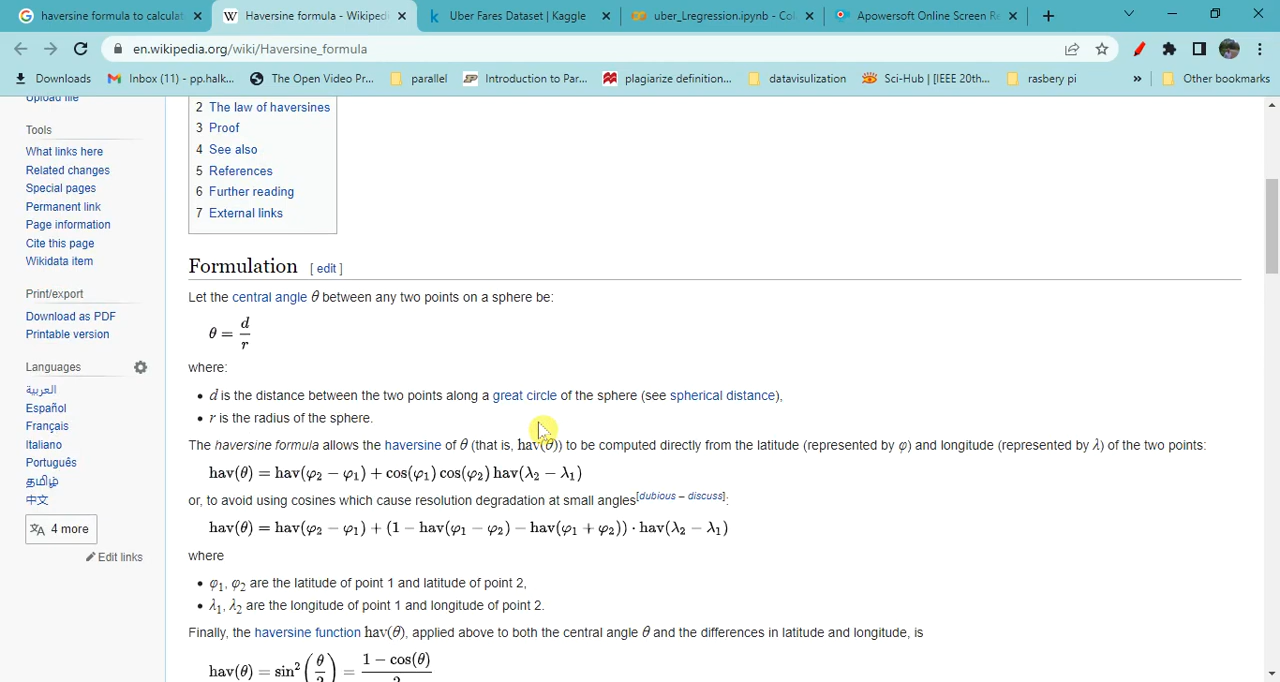 haversine formula to calculat
Haversine formula - Wikipedi
Uber Fares Dataset | Kaggle
uber_Lregression.ipynb - Co
Apowersoft Online Screen Re
en.wikipedia.org/wiki/Haversine_formula
Downloads
Inbox (11) - pp.halk...
The Open Video Pr...
parallel
Introduction to Par...
plagiarize definition...
datavisulization
Sci-Hub | [IEEE 20th...
rasbery pi
»
Other bookmarks
Upload file
Tools
What links here
Related changes
Special pages
Permanent link
Page information
Cite this page
Wikidata item
Print/export
Download as PDF
Printable version
Languages
العربية
Español
Français
Italiano
Português
தமிழ்
中文
4 more
Edit links
2 The law of haversines
3 Proof
4 See also
5 References
6 Further reading
7 External links
Formulation [ edit ]
Let the central angle θ between any two points on a sphere be:
θ = d/r
where:
• d is the distance between the two points along a great circle of the sphere (see spherical distance),
• r is the radius of the sphere.
The haversine formula allows the haversine of θ (that is, hav(θ)) to be computed directly from the latitude (represented by φ) and longitude (represented by λ) of the two points:
hav(θ) = hav(φ₂ − φ₁) + cos(φ₁) cos(φ₂) hav(λ₂ − λ₁)
or, to avoid using cosines which cause resolution degradation at small angles[dubious – discuss]:
hav(θ) = hav(φ₂ − φ₁) + (1 − hav(φ₁ − φ₂) − hav(φ₁ + φ₂)) · hav(λ₂ − λ₁)
where
• φ₁, φ₂ are the latitude of point 1 and latitude of point 2,
• λ₁, λ₂ are the longitude of point 1 and longitude of point 2.
Finally, the haversine function hav(θ), applied above to both the central angle θ and the differences in latitude and longitude, is
hav(θ) = sin²(θ/2) = (1 − cos(θ))/2